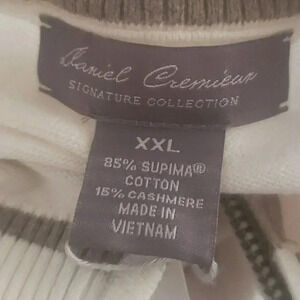 Daniel Cremieux
SIGNATURE COLLECTION
XXL
85% SUPIMA®
COTTON
15% CASHMERE
MADE IN
VIETNAM